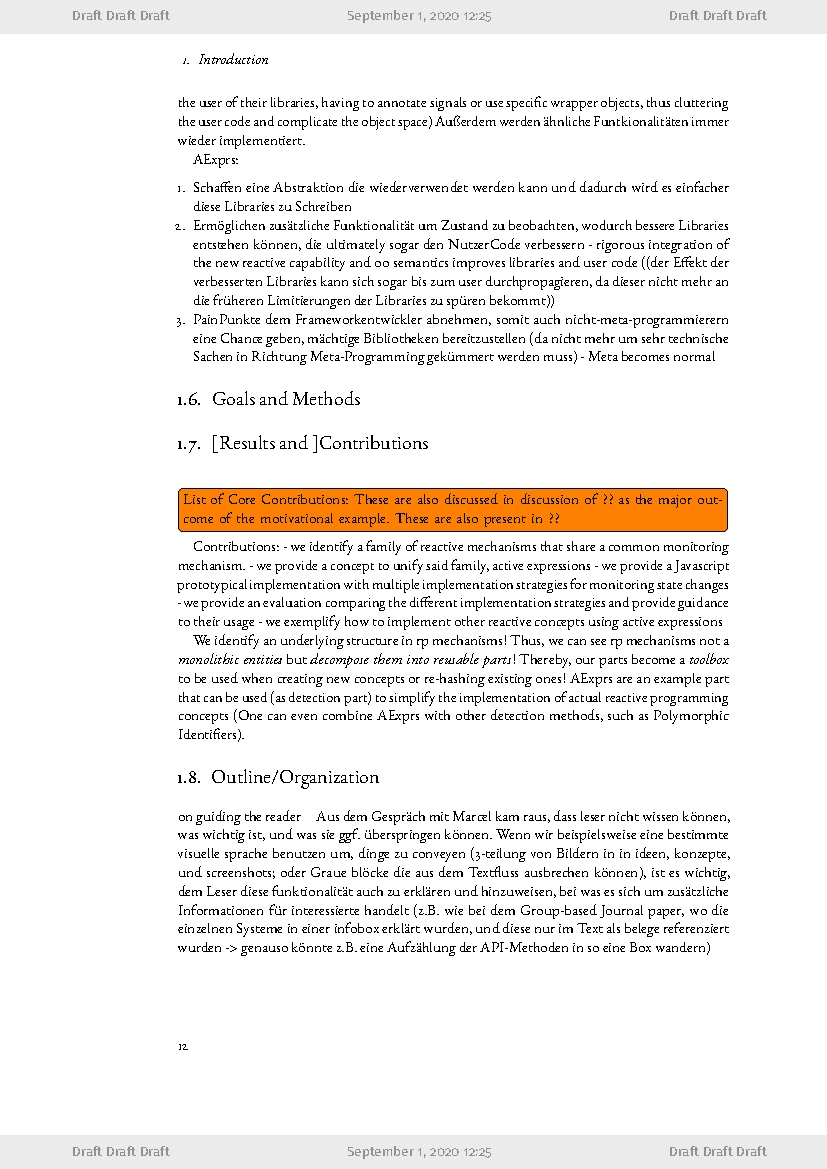 Draft Draft Draft September 1, 2020 12:25 Draft Draft Draft
1. Introduction
the user of their libraries, having to annotate signals or use specific wrapper objects, thus cluttering
the user code and complicate the object space) Außerdem werden ähnliche Funtkionalitäten immer
wieder implementiert.
AExprs:
1. Schaffen eine Abstraktion die wiederverwendet werden kann und dadurch wird es einfacher
diese Libraries zu Schreiben
2. Ermöglichen zusätzliche Funktionalität um Zustand zu beobachten, wodurch bessere Libraries
entstehen können, die ultimately sogar den NutzerCode verbessern - rigorous integration of
the new reactive capability and oo semantics improves libraries and user code ((der Effekt der
verbesserten Libraries kann sich sogar bis zum user durchpropagieren, da dieser nicht mehr an
die früheren Limitierungen der Libraries zu spüren bekommt))
3. PainPunkte dem Frameworkentwickler abnehmen, somit auch nicht-meta-programmierern
eine Chance geben, mächtige Bibliotheken bereitzustellen (da nicht mehr um sehr technische
Sachen in Richtung Meta-Programming gekümmert werden muss) - Meta becomes normal
1.6. Goals and Methods
1.7. [Results and ]Contributions
List of Core Contributions: These are also discussed in discussion of ?? as the major out-
come of the motivational example. These are also present in ??
Contributions: - we identify a family of reactive mechanisms that share a common monitoring
mechanism. - we provide a concept to unify said family, active expressions - we provide a Javascript
prototypical implementation with multiple implementation strategies for monitoring state changes
- we provide an evaluation comparing the different implementation strategies and provide guidance
to their usage - we exemplify how to implement other reactive concepts using active expressions
We identify an underlying structure in rp mechanisms! Thus, we can see rp mechanisms not a
monolithic entities but decompose them into reusable parts! Thereby, our parts become a toolbox
to be used when creating new concepts or re-hashing existing ones! AExprs are an example part
that can be used (as detection part) to simplify the implementation of actual reactive programming
concepts (One can even combine AExprs with other detection methods, such as Polymorphic
Identifiers).
1.8. Outline/Organization
on guiding the reader Aus dem Gespräch mit Marcel kam raus, dass leser nicht wissen können,
was wichtig ist, und was sie ggf. überspringen können. Wenn wir beispielsweise eine bestimmte
visuelle sprache benutzen um, dinge zu conveyen (3-teilung von Bildern in in ideen, konzepte,
und screenshots; oder Graue blöcke die aus dem Textfluss ausbrechen können), ist es wichtig,
dem Leser diese funktionalität auch zu erklären und hinzuweisen, bei was es sich um zusätzliche
Informationen für interessierte handelt (z.B. wie bei dem Group-based Journal paper, wo die
einzelnen Systeme in einer infobox erklärt wurden, und diese nur im Text als belege referenziert
wurden -> genauso könnte z.B. eine Aufzählung der API-Methoden in so eine Box wandern)
12
Draft Draft Draft September 1, 2020 12:25 Draft Draft Draft